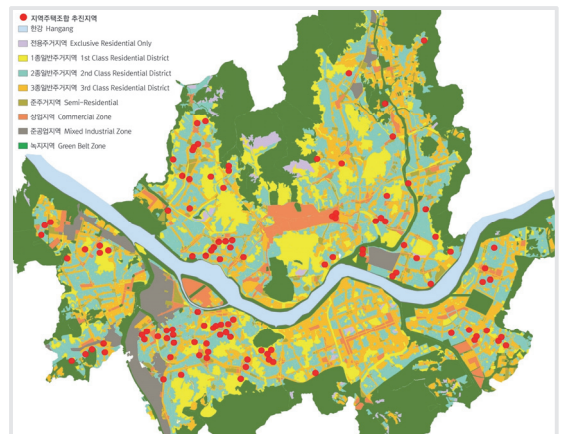 지역주택조합 추진지역
한강 Hangang
전용주거지역 Exclusive Residential Only
1종일반주거지역 1st Class Residential District
2종일반주거지역 2nd Class Residential District
3종일반주거지역 3rd Class Residential District
준주거지역 Semi-Residential
상업지역 Commercial Zone
준공업지역 Mixed Industrial Zone
녹지지역 Green Belt Zone